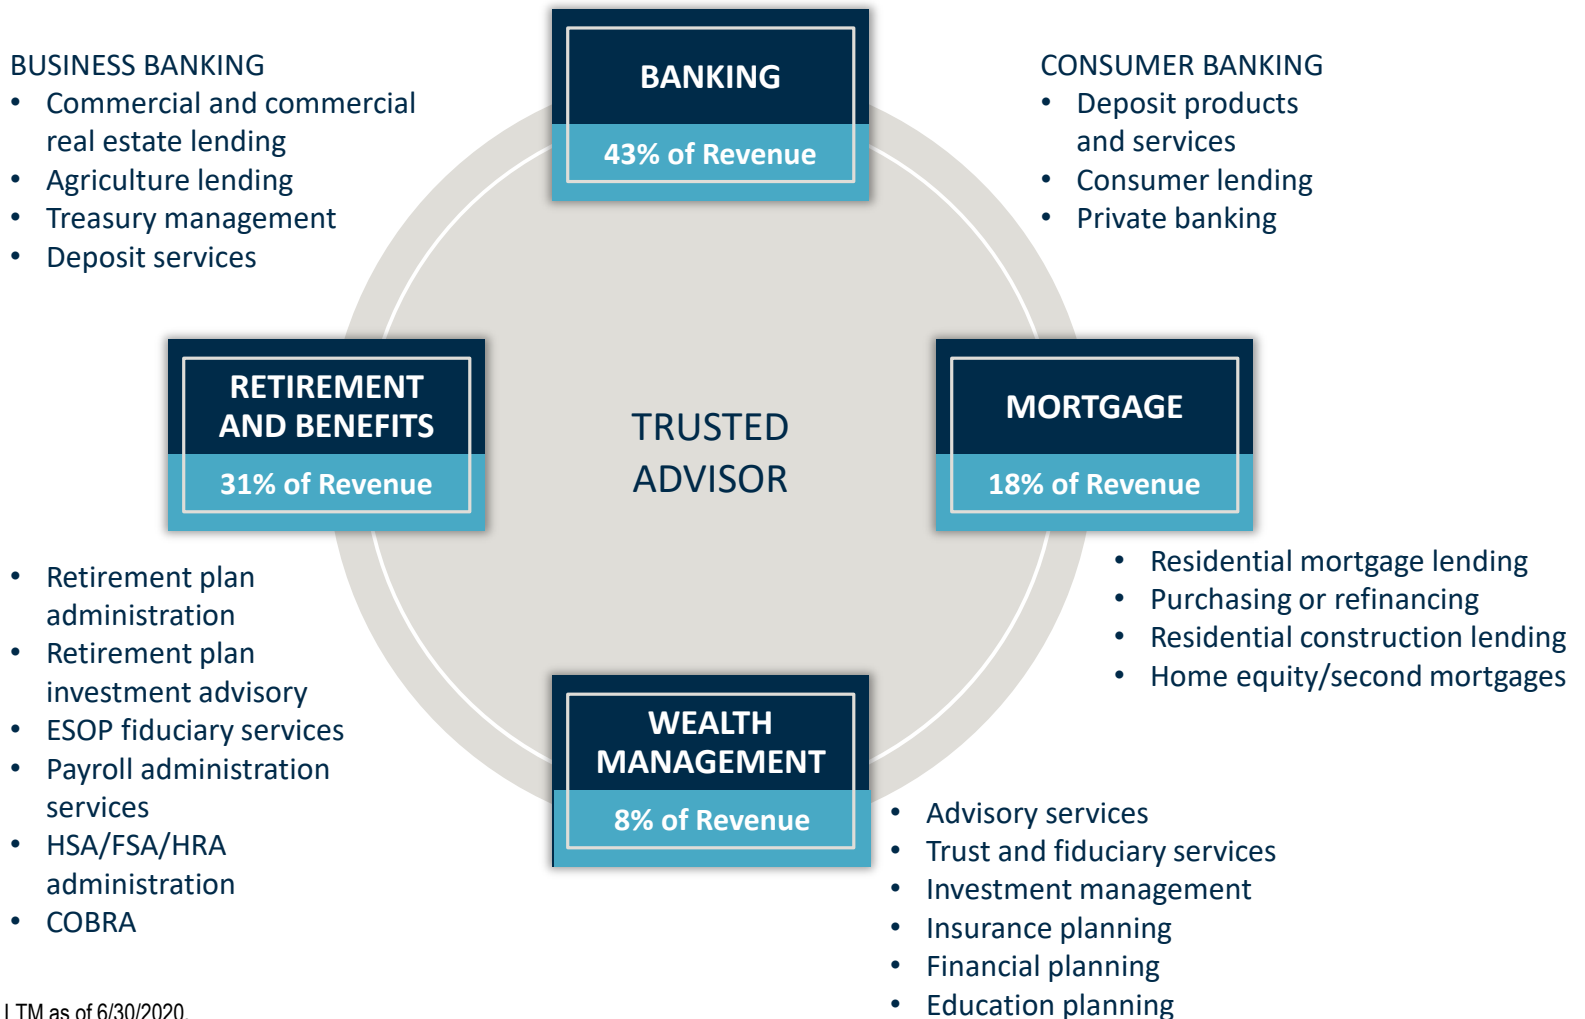 BANKING
43% of Revenue
BUSINESS BANKING
• Commercial and commercial
real estate lending
• Agriculture lending
• Treasury management
• Deposit services
CONSUMER BANKING
• Deposit products
and services
• Consumer lending
• Private banking
RETIREMENT
AND BENEFITS
31% of Revenue
TRUSTED
ADVISOR
MORTGAGE
18% of Revenue
• Retirement plan
administration
• Retirement plan
investment advisory
• ESOP fiduciary services
• Payroll administration
services
• HSA/FSA/HRA
administration
• COBRA
• Residential mortgage lending
• Purchasing or refinancing
• Residential construction lending
• Home equity/second mortgages
WEALTH
MANAGEMENT
8% of Revenue
• Advisory services
• Trust and fiduciary services
• Investment management
• Insurance planning
• Financial planning
• Education planning
LTM as of 6/30/2020.